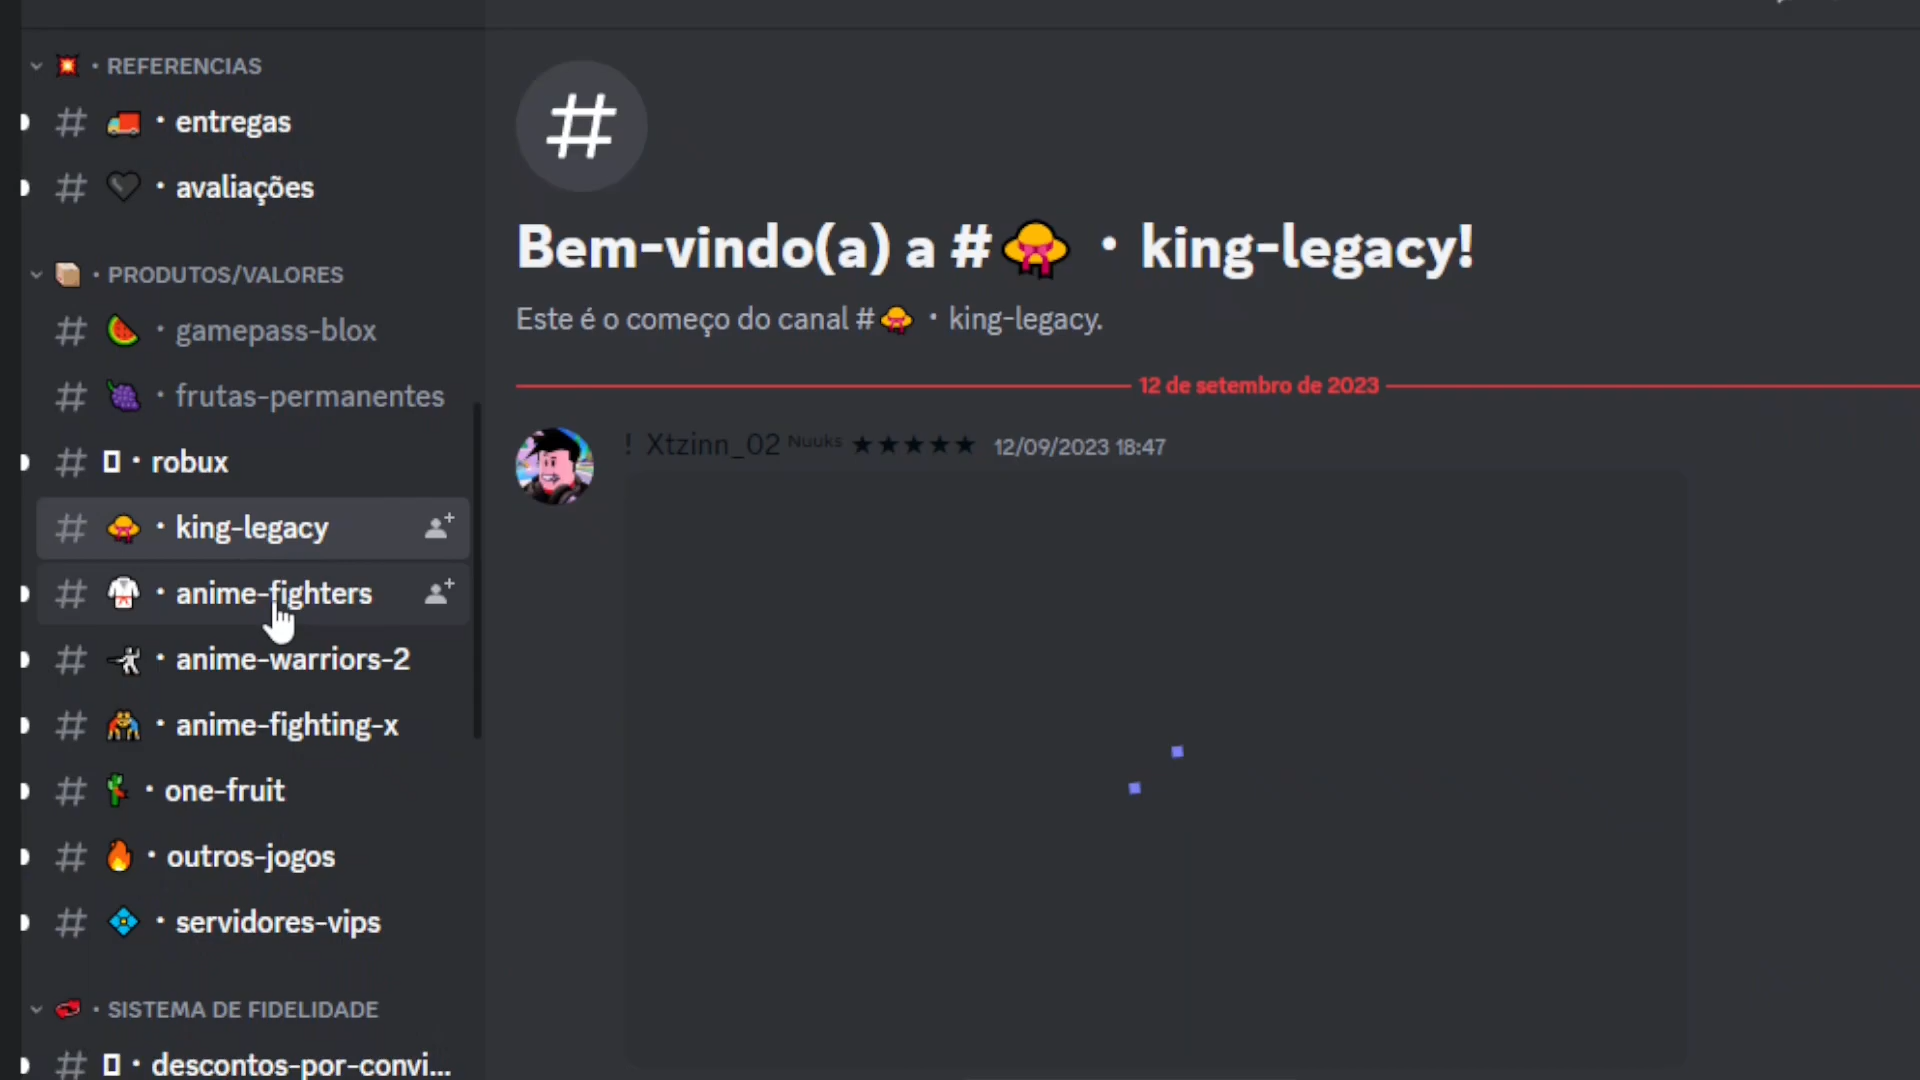 • REFERENCIAS
# • entregas
# • avaliações
• PRODUTOS/VALORES
# • gamepass-blox
# • frutas-permanentes
# • robux
# • king-legacy
# • anime-fighters
# • anime-warriors-2
# • anime-fighting-x
# • one-fruit
# • outros-jogos
# • servidores-vips
• SISTEMA DE FIDELIDADE
# • descontos-por-convi...
#
Bem-vindo(a) a # • king-legacy!
Este é o começo do canal # • king-legacy.
12 de setembro de 2023
! Xtzinn_02 Nuuks ★★★★★ 12/09/2023 18:47